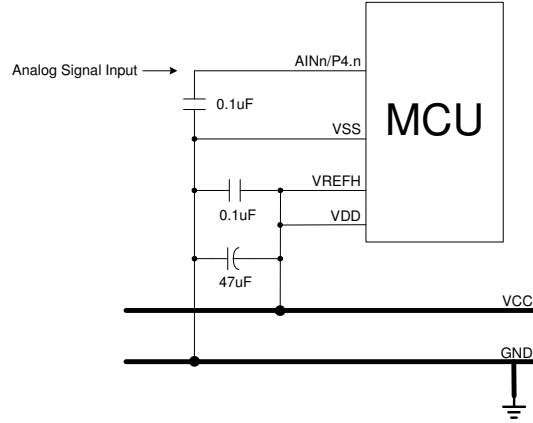 AINn/P4.n
Analog Signal Input
0.1uF
VSS
MCU
VREFH
0.1uF
VDD
47uF
VCC
GND